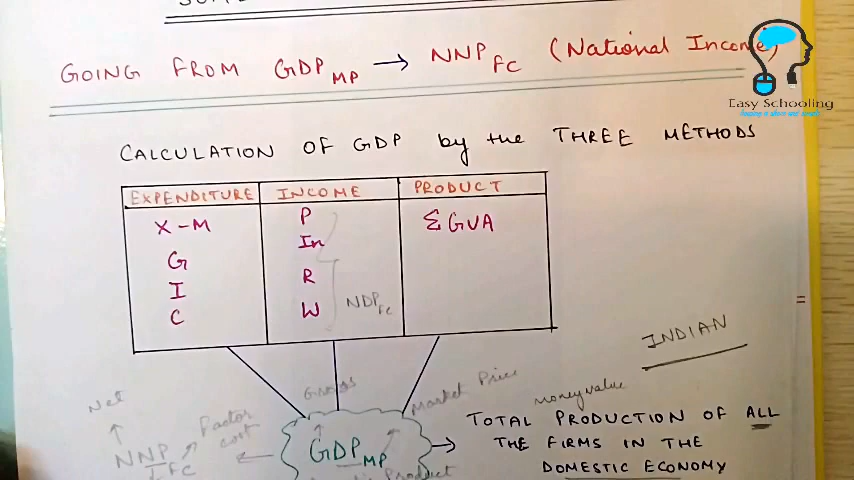 GOING FROM GDP MP → NNP FC (National Income)
Easy Schooling
CALCULATION OF GDP by the THREE METHODS
EXPENDITURE INCOME PRODUCT
X-M P ΣGVA
In
G
R
I
W NDP FC
C
INDIAN
Gross
Market Price
money value
Net
Factor cost
TOTAL PRODUCTION OF ALL
THE FIRMS IN THE
DOMESTIC ECONOMY
NNP FC
GDP MP
Product